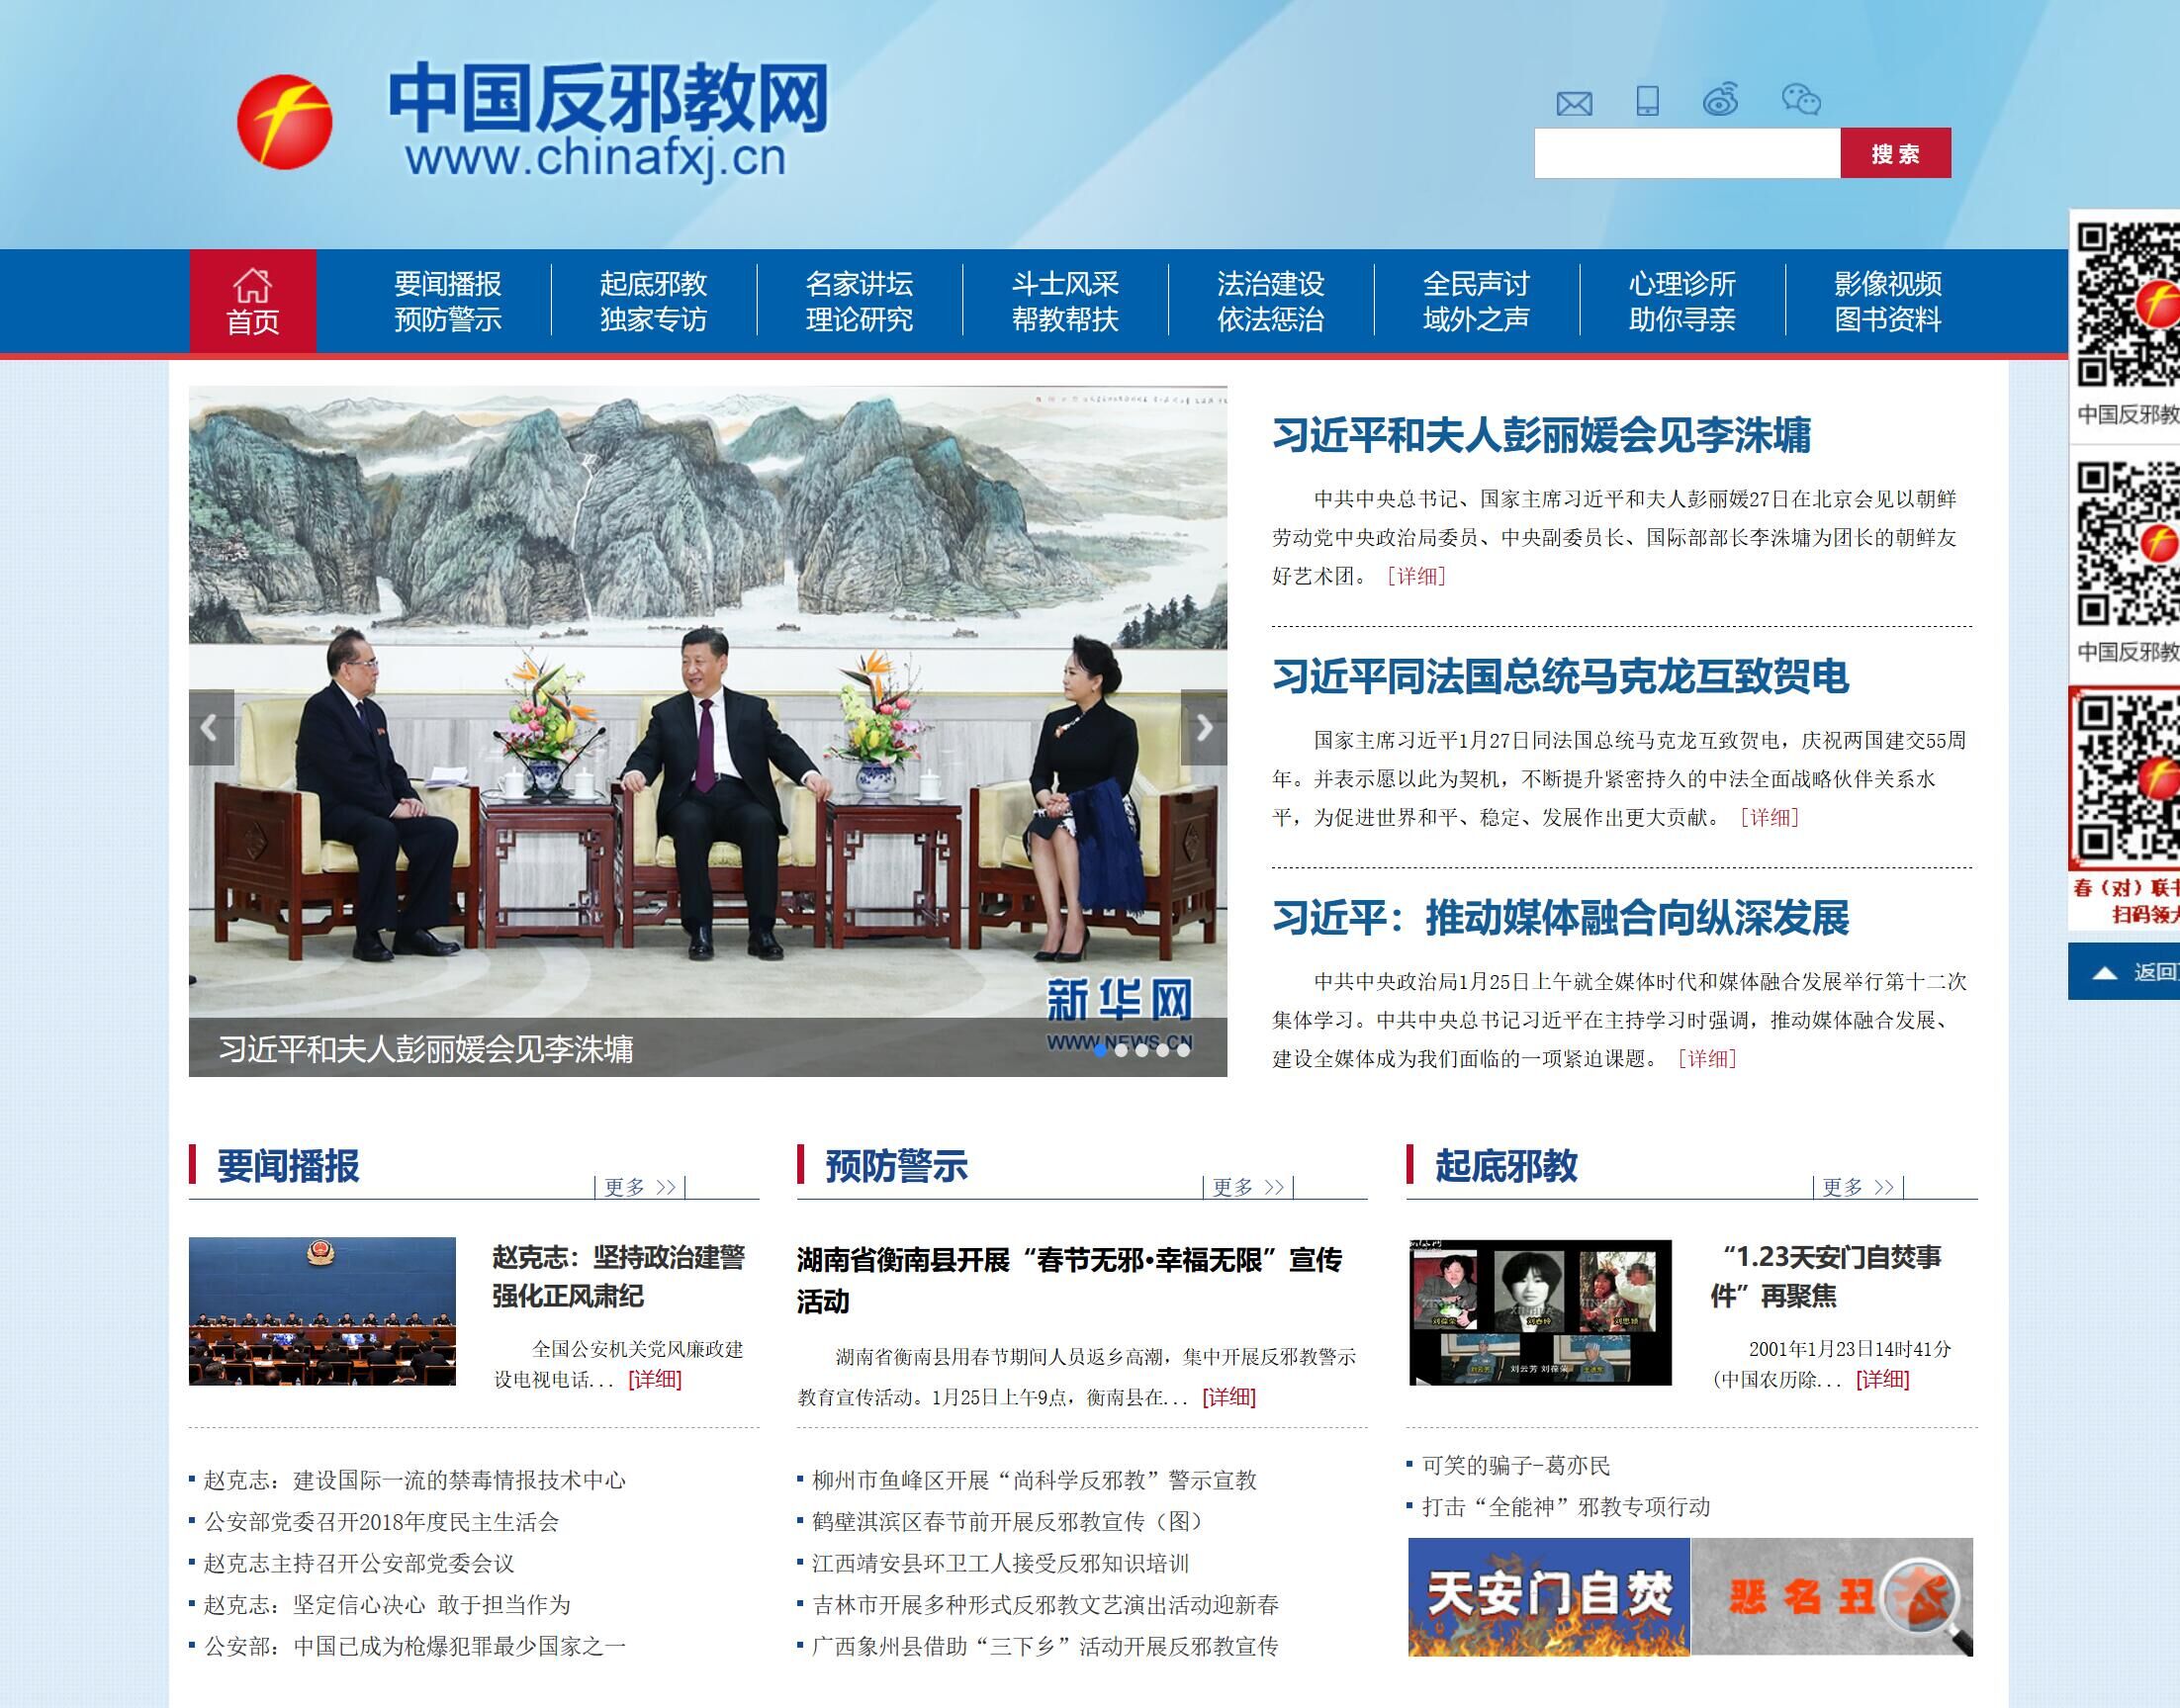 中国反邪教网
www.chinafxj.cn
搜 索
首页
要闻播报
预防警示
起底邪教
独家专访
名家讲坛
理论研究
斗士风采
帮教帮扶
法治建设
依法惩治
全民声讨
域外之声
心理诊所
助你寻亲
影像视频
图书资料
中国反邪教
中国反邪教
春（对）联
扫码领
返回
新华网
WWW.NEWS.CN
习近平和夫人彭丽媛会见李洙墉
习近平和夫人彭丽媛会见李洙墉
中共中央总书记、国家主席习近平和夫人彭丽媛27日在北京会见以朝鲜
劳动党中央政治局委员、中央副委员长、国际部部长李洙墉为团长的朝鲜友
好艺术团。 [详细]
习近平同法国总统马克龙互致贺电
国家主席习近平1月27日同法国总统马克龙互致贺电，庆祝两国建交55周
年。并表示愿以此为契机，不断提升紧密持久的中法全面战略伙伴关系水
平，为促进世界和平、稳定、发展作出更大贡献。 [详细]
习近平：推动媒体融合向纵深发展
中共中央政治局1月25日上午就全媒体时代和媒体融合发展举行第十二次
集体学习。中共中央总书记习近平在主持学习时强调，推动媒体融合发展、
建设全媒体成为我们面临的一项紧迫课题。 [详细]
要闻播报
更多 >>
赵克志：坚持政治建警
强化正风肃纪
全国公安机关党风廉政建
设电视电话... [详细]
赵克志：建设国际一流的禁毒情报技术中心
公安部党委召开2018年度民主生活会
赵克志主持召开公安部党委会议
赵克志：坚定信心决心 敢于担当作为
公安部：中国已成为枪爆犯罪最少国家之一
预防警示
更多 >>
湖南省衡南县开展“春节无邪·幸福无限”宣传
活动
湖南省衡南县用春节期间人员返乡高潮，集中开展反邪教警示
教育宣传活动。1月25日上午9点，衡南县在... [详细]
柳州市鱼峰区开展“尚科学反邪教”警示宣教
鹤壁淇滨区春节前开展反邪教宣传（图）
江西靖安县环卫工人接受反邪知识培训
吉林市开展多种形式反邪教文艺演出活动迎新春
广西象州县借助“三下乡”活动开展反邪教宣传
起底邪教
更多 >>
刘葆荣
刘春玲
刘思颖
刘云芳 刘葆荣
“1.23天安门自焚事
件”再聚焦
2001年1月23日14时41分
(中国农历除... [详细]
可笑的骗子-葛亦民
打击“全能神”邪教专项行动
天安门自焚
恶 名 丑